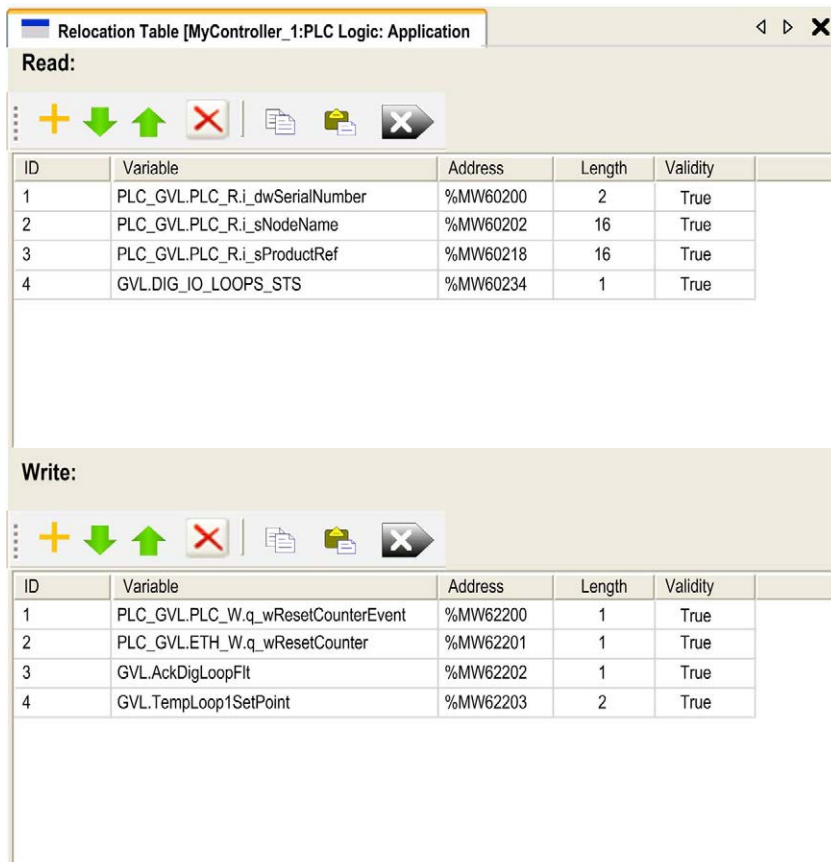 Relocation Table [MyController_1:PLC Logic: Application
Read:
ID Variable Address Length Validity
1 PLC_GVL.PLC_R.i_dwSerialNumber %MW60200 2 True
2 PLC_GVL.PLC_R.i_sNodeName %MW60202 16 True
3 PLC_GVL.PLC_R.i_sProductRef %MW60218 16 True
4 GVL.DIG_IO_LOOPS_STS %MW60234 1 True
Write:
ID Variable Address Length Validity
1 PLC_GVL.PLC_W.q_wResetCounterEvent %MW62200 1 True
2 PLC_GVL.ETH_W.q_wResetCounter %MW62201 1 True
3 GVL.AckDigLoopFlt %MW62202 1 True
4 GVL.TempLoop1SetPoint %MW62203 2 True